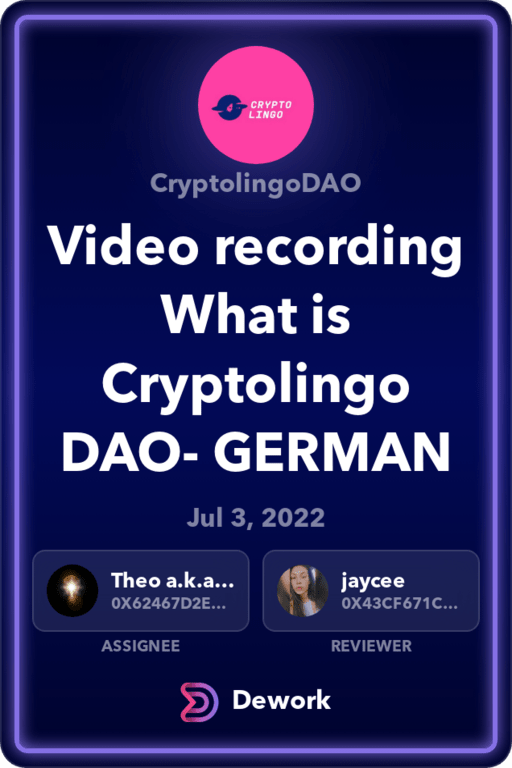 CRYPTO
LINGO
CryptolingoDAO
Video recording
What is
Cryptolingo
DAO- GERMAN
Jul 3, 2022
Theo a.k.a...
0X62467D2E...
jaycee
0X43CF671C...
ASSIGNEE
REVIEWER
Dework